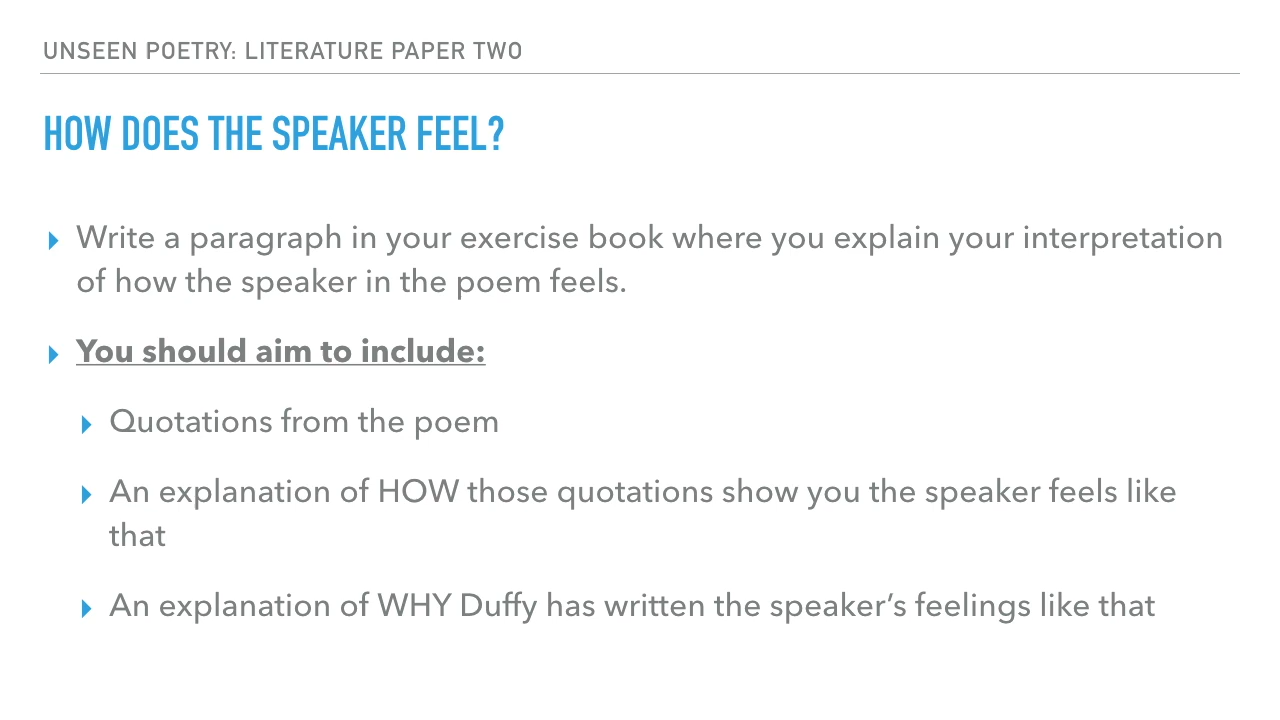 UNSEEN POETRY: LITERATURE PAPER TWO
HOW DOES THE SPEAKER FEEL?
Write a paragraph in your exercise book where you explain your interpretation
of how the speaker in the poem feels.
You should aim to include:
Quotations from the poem
An explanation of HOW those quotations show you the speaker feels like
that
An explanation of WHY Duffy has written the speaker’s feelings like that